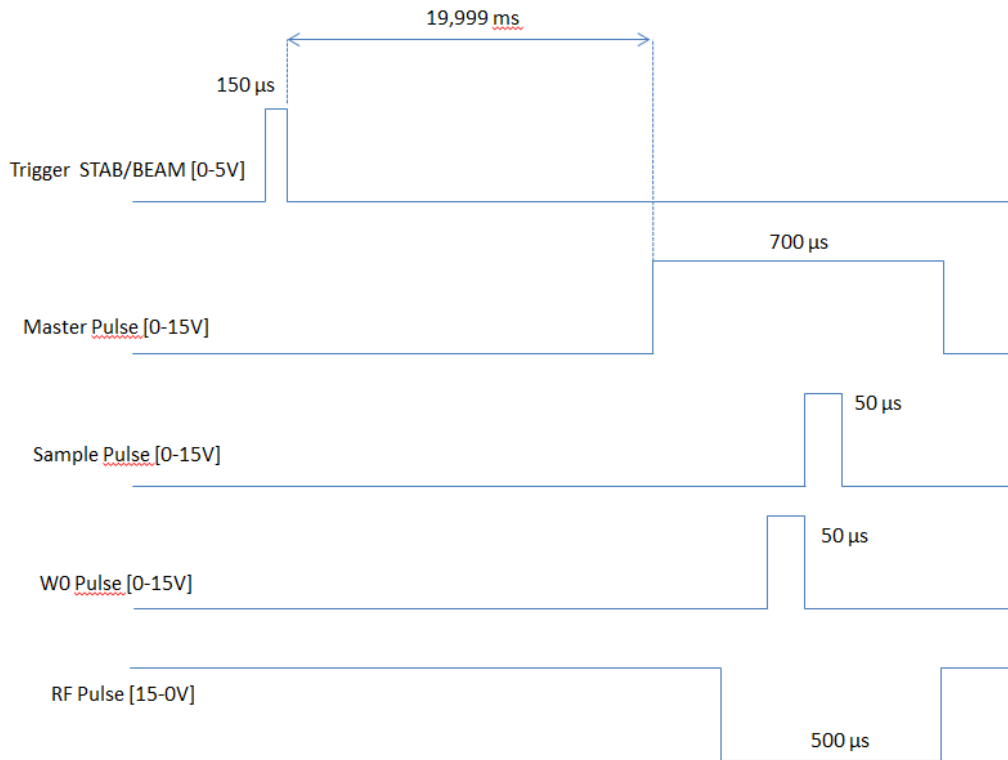 19,999 ms
150 µs
Trigger  STAB/BEAM [0-5V]
700 µs
Master Pulse [0-15V]
50 µs
Sample Pulse [0-15V]
50 µs
W0 Pulse [0-15V]
RF Pulse [15-0V]
500 µs